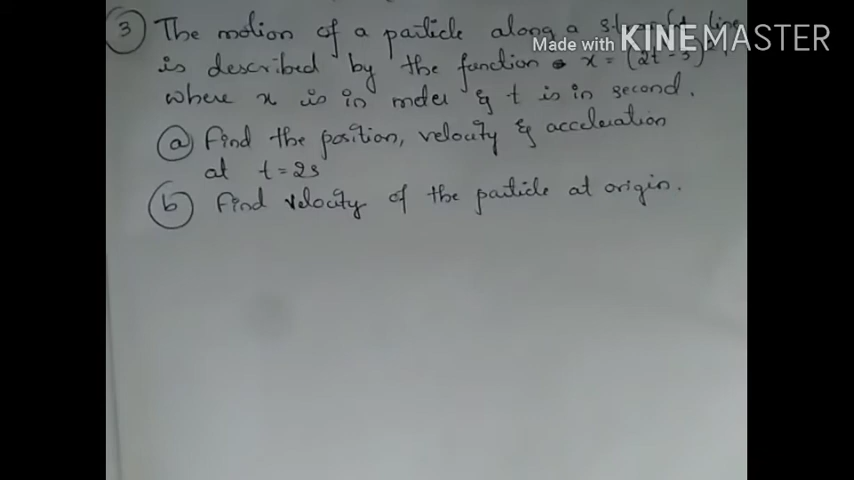 3 The motion of a particle along a
Made with KINEMASTER
is described by the function x = (2t - 3)²,
where x is in meter & t is in second.
a Find the position, velocity & acceleration
at t = 2s
b Find velocity of the particle at origin.